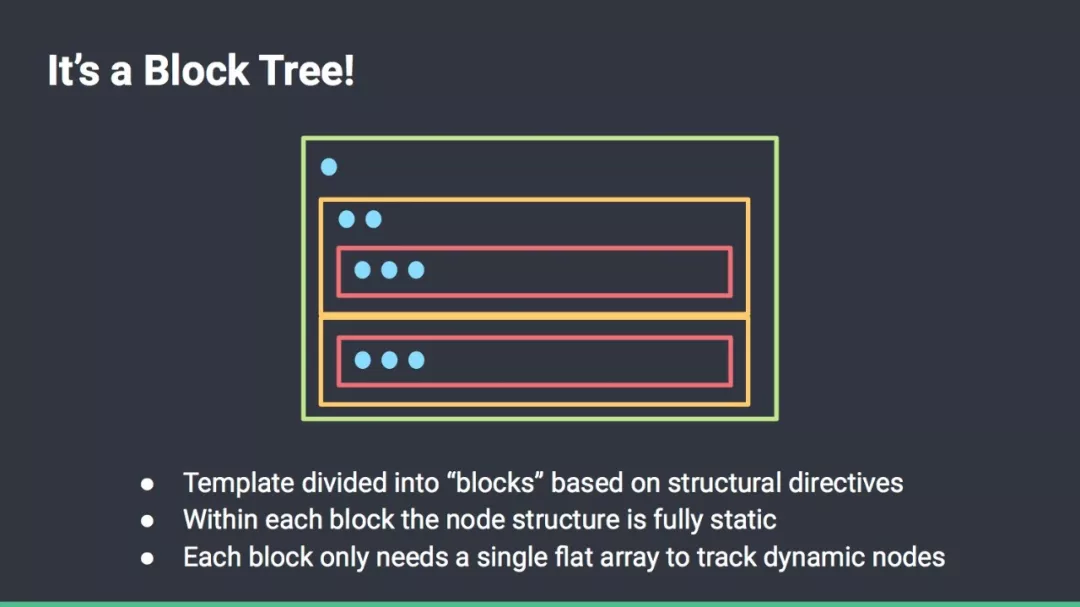 It’s a Block Tree!
● Template divided into “blocks” based on structural directives
● Within each block the node structure is fully static
● Each block only needs a single flat array to track dynamic nodes